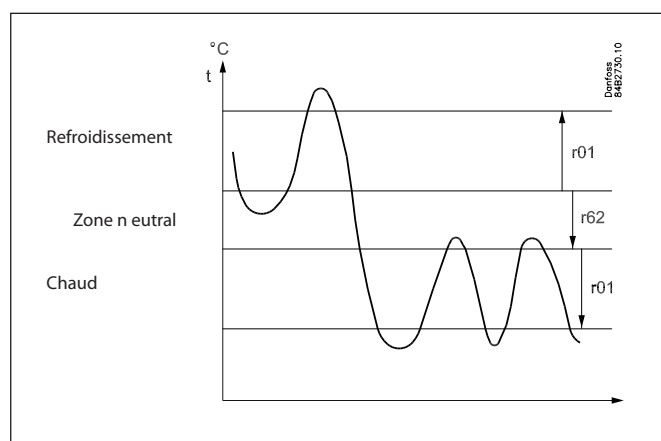 °C
t
Danfoss
84B2730.10
Refroidissement
r01
Zone n eutral
r62
Chaud
r01